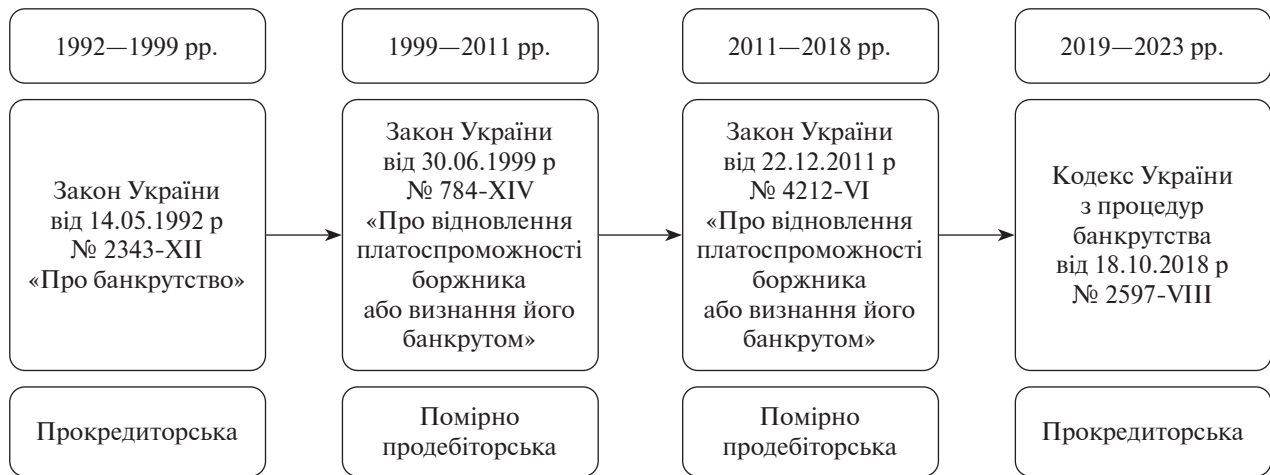 1992—1999 рр.
1999—2011 рр.
2011—2018 рр.
2019—2023 рр.
Закон України
від 14.05.1992 р
№ 2343-XII
«Про банкрутство»
Закон України
від 30.06.1999 р
№ 784-XIV
«Про відновлення
платоспроможності
боржника
або визнання його
банкрутом»
Закон України
від 22.12.2011 р
№ 4212-VI
«Про відновлення
платоспроможності
боржника
або визнання його
банкрутом»
Кодекс України
з процедур
банкрутства
від 18.10.2018 р
№ 2597-VIII
Прокредиторська
Помірно
продебіторська
Помірно
продебіторська
Прокредиторська